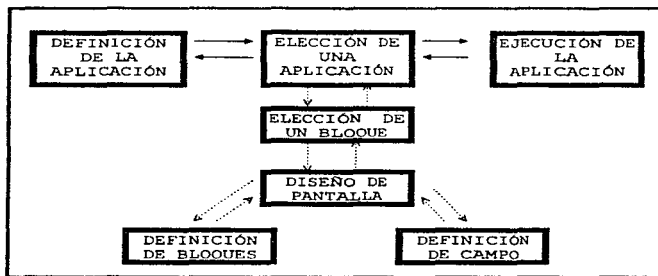 DEFINICIÓN
DE LA
APLICACIÓN
ELECCIÓN DE
UNA
APLICACIÓN
EJECUCIÓN DE
LA
APLICACIÓN
ELECCIÓN DE
UN BLOQUE
DISEÑO DE
PANTALLA
DEFINICIÓN
DE BLOQUES
DEFINICIÓN
DE CAMPO